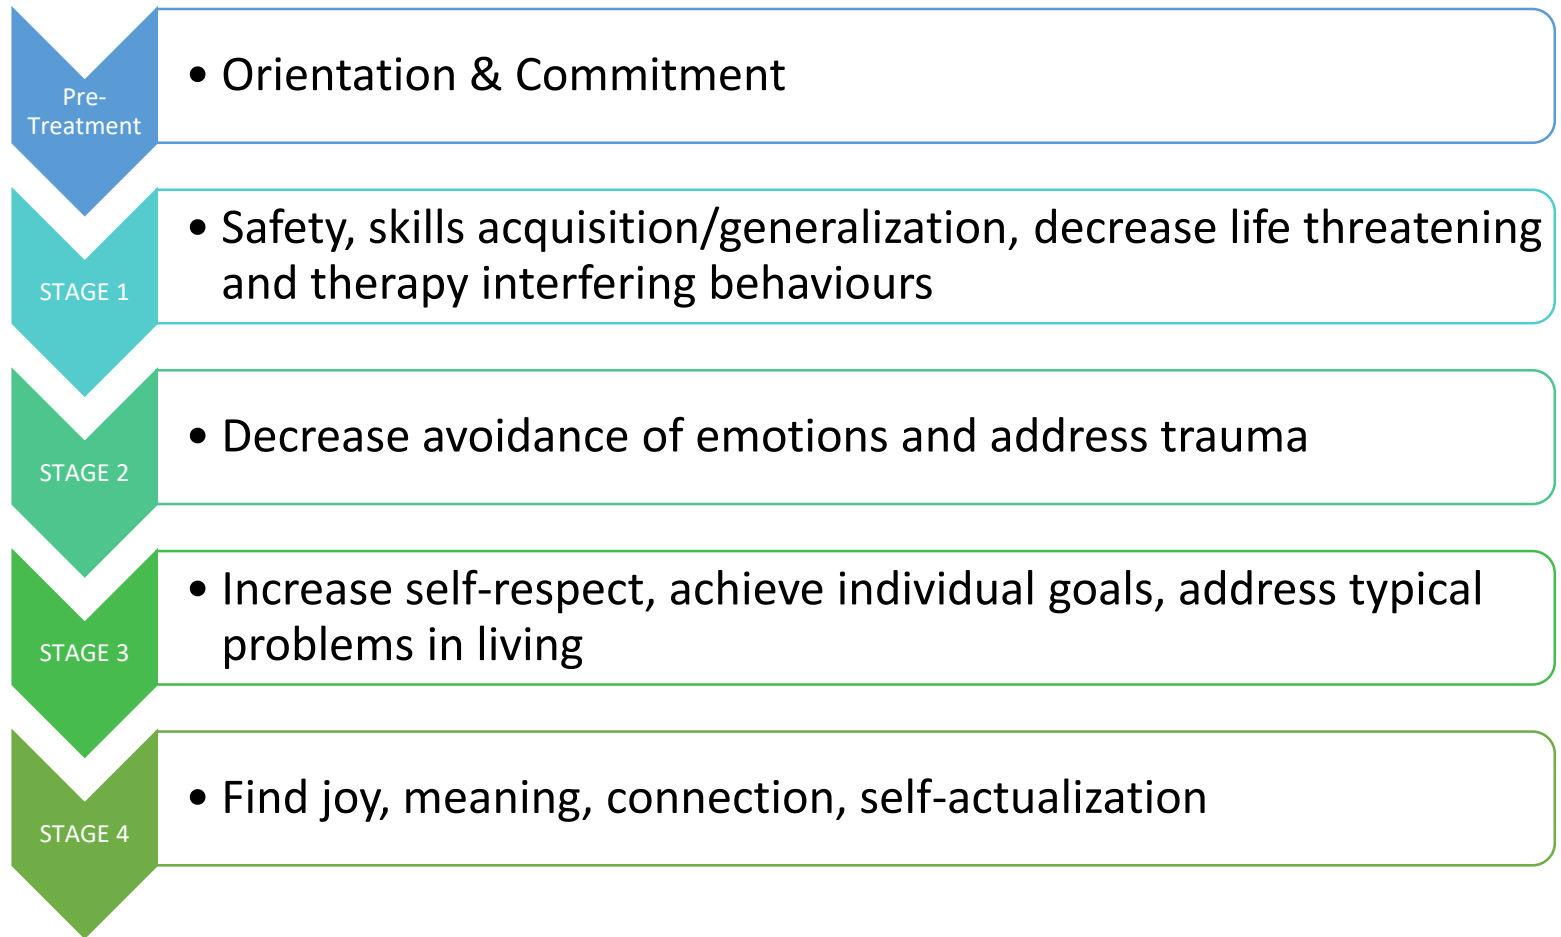 Pre-
Treatment
• Orientation & Commitment
STAGE 1
• Safety, skills acquisition/generalization, decrease life threatening
and therapy interfering behaviours
STAGE 2
• Decrease avoidance of emotions and address trauma
STAGE 3
• Increase self-respect, achieve individual goals, address typical
problems in living
STAGE 4
• Find joy, meaning, connection, self-actualization